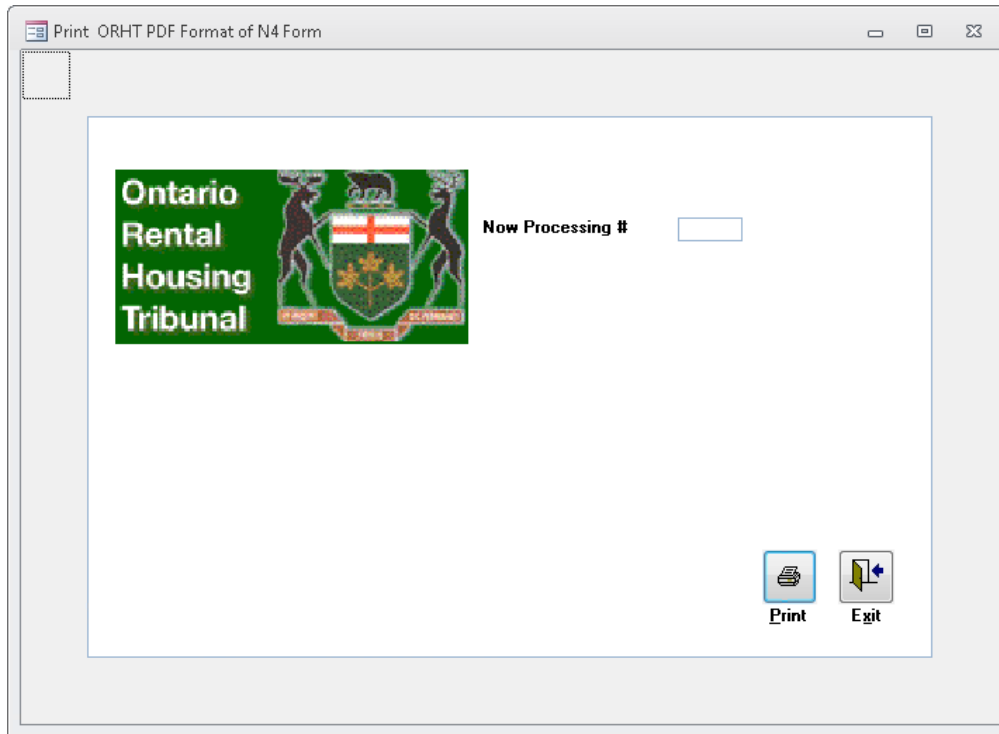 Print ORHT PDF Format of N4 Form
Ontario
Rental
Housing
Tribunal
Now Processing #
Print
Exit